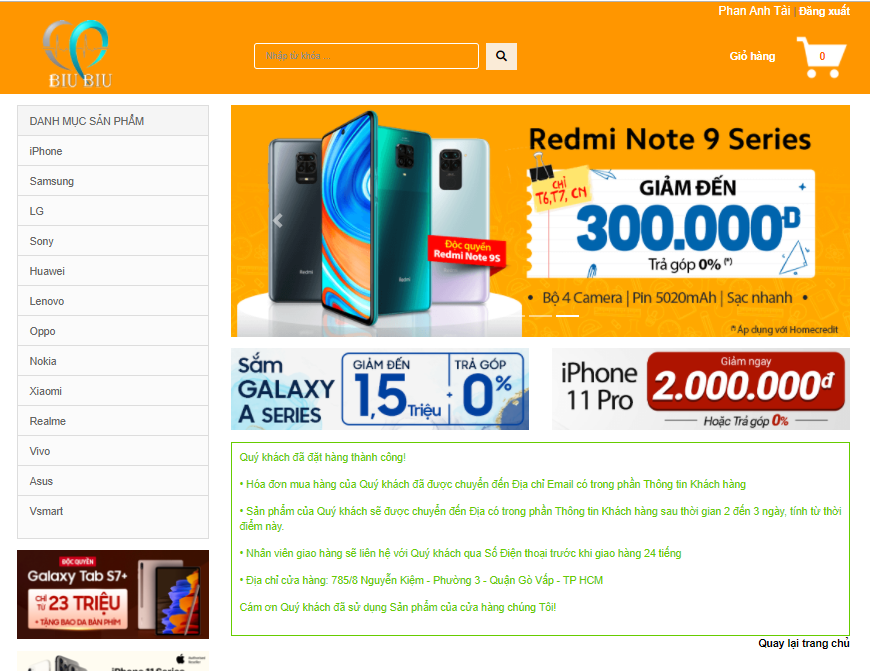 Phan Anh Tài | Đăng xuất
BIU BIU
Nhập từ khóa ...
Giỏ hàng
0
DANH MỤC SẢN PHẨM
iPhone
Samsung
LG
Sony
Huawei
Lenovo
Oppo
Nokia
Xiaomi
Realme
Vivo
Asus
Vsmart
Redmi Note 9 Series
CHỈ
T6,T7, CN
GIẢM ĐẾN
300.000Đ
Trả góp 0% (*)
Độc quyền
Redmi Note 9S
Redmi
Redmi
• Bộ 4 Camera | Pin 5020mAh | Sạc nhanh •
(*) Áp dụng với Homecredit
Sắm
GALAXY
A SERIES
GIẢM ĐẾN
1,5 Triệu
+
TRẢ GÓP
0%
iPhone
11 Pro
Giảm ngay
2.000.000đ
Hoặc Trả góp 0%
Quý khách đã đặt hàng thành công!
• Hóa đơn mua hàng của Quý khách đã được chuyển đến Địa chỉ Email có trong phần Thông tin Khách hàng
• Sản phẩm của Quý khách sẽ được chuyển đến Địa có trong phần Thông tin Khách hàng sau thời gian 2 đến 3 ngày, tính từ thời
điểm này.
• Nhân viên giao hàng sẽ liên hệ với Quý khách qua Số Điện thoại trước khi giao hàng 24 tiếng
• Địa chỉ cửa hàng: 785/8 Nguyễn Kiệm - Phường 3 - Quận Gò Vấp - TP HCM
Cám ơn Quý khách đã sử dụng Sản phẩm của cửa hàng chúng Tôi!
Quay lại trang chủ
ĐỘC QUYỀN
Galaxy Tab S7+
CHỈ TỪ 23 TRIỆU
• TẶNG BAO DA BÀN PHÍM
iPhone 11 Series